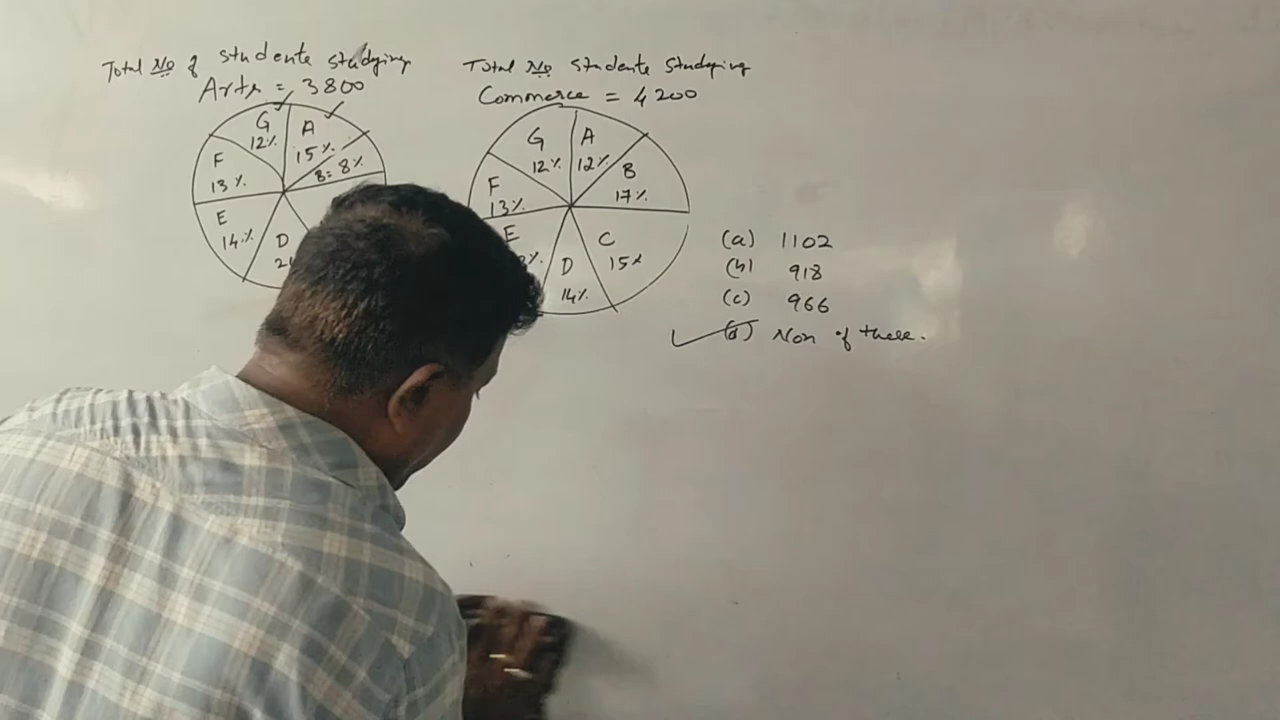 Total No of students studying
Arts = 3800
G
12%
A
15%
B= 8%
F
13%
E
14%
D
Total No students studying
Commerce = 4200
G
12%
A
12%
B
17%
F
13%
E
C
15%
D
14%
(a) 1102
(b) 918
(c) 966
(d) Non of these.